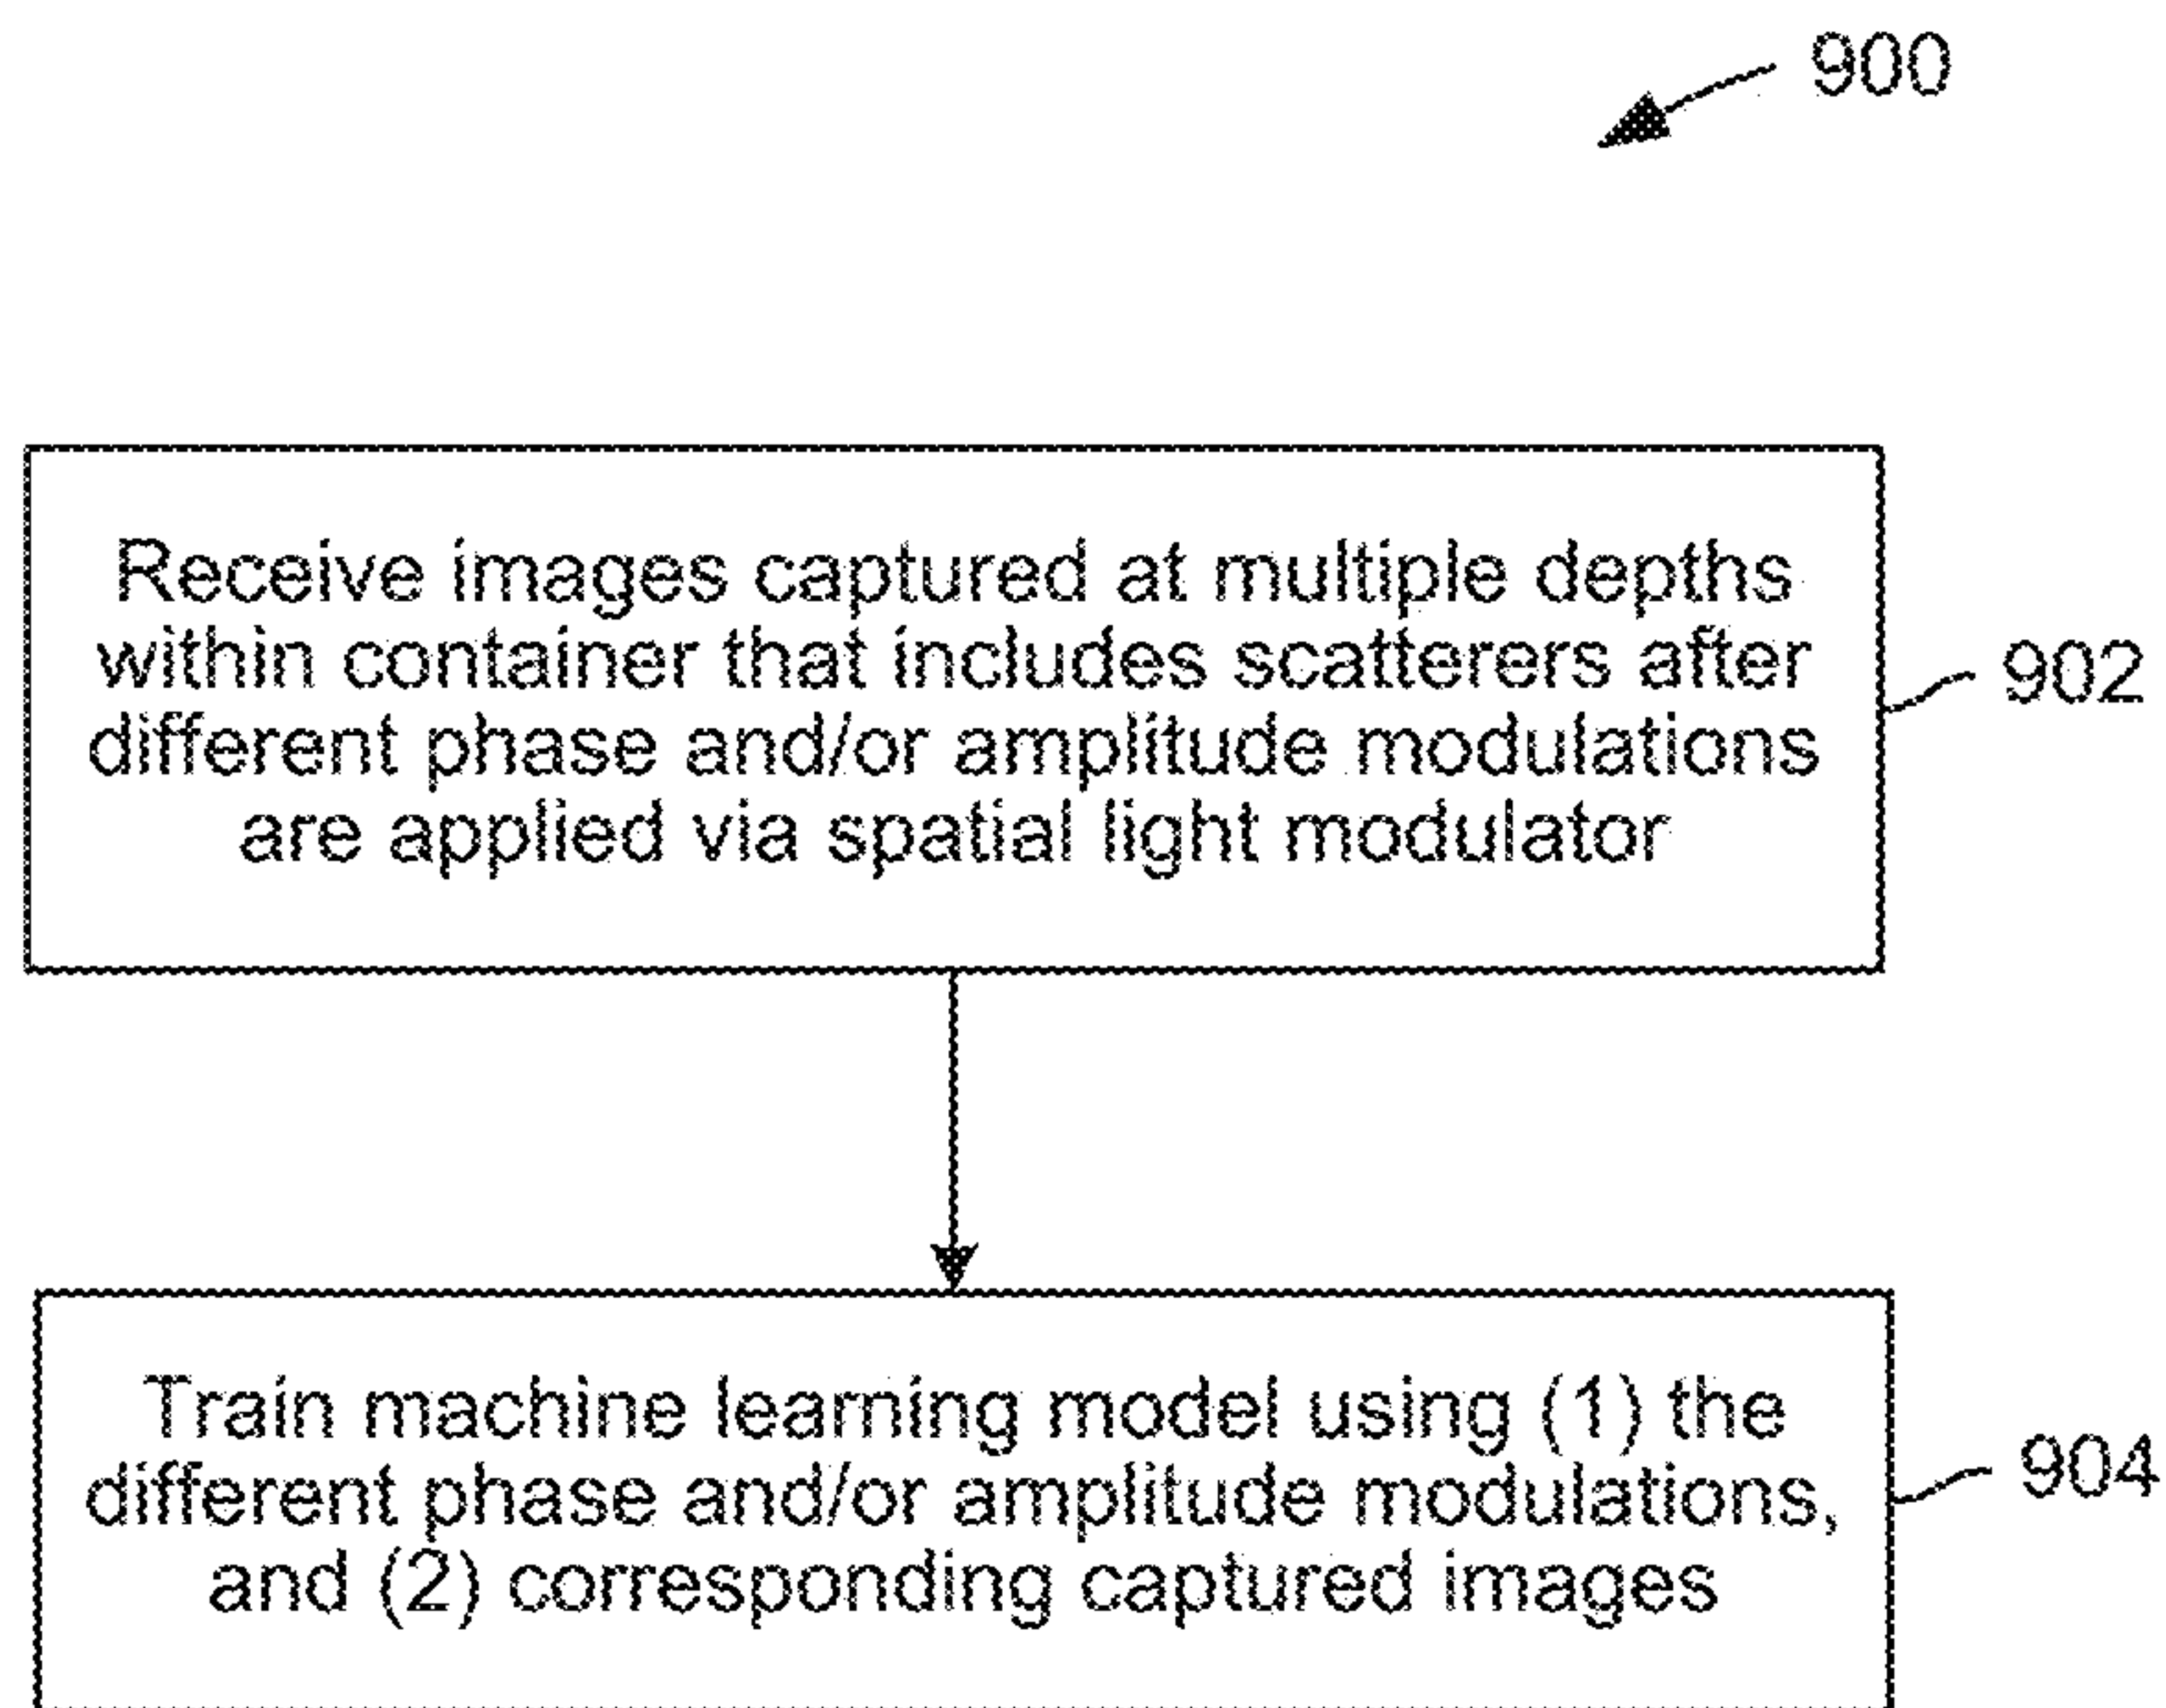 900
Receive images captured at multiple depths
within container that includes scatterers after
different phase and/or amplitude modulations
are applied via spatial light modulator
902
Train machine learning model using (1) the
different phase and/or amplitude modulations,
and (2) corresponding captured images
904